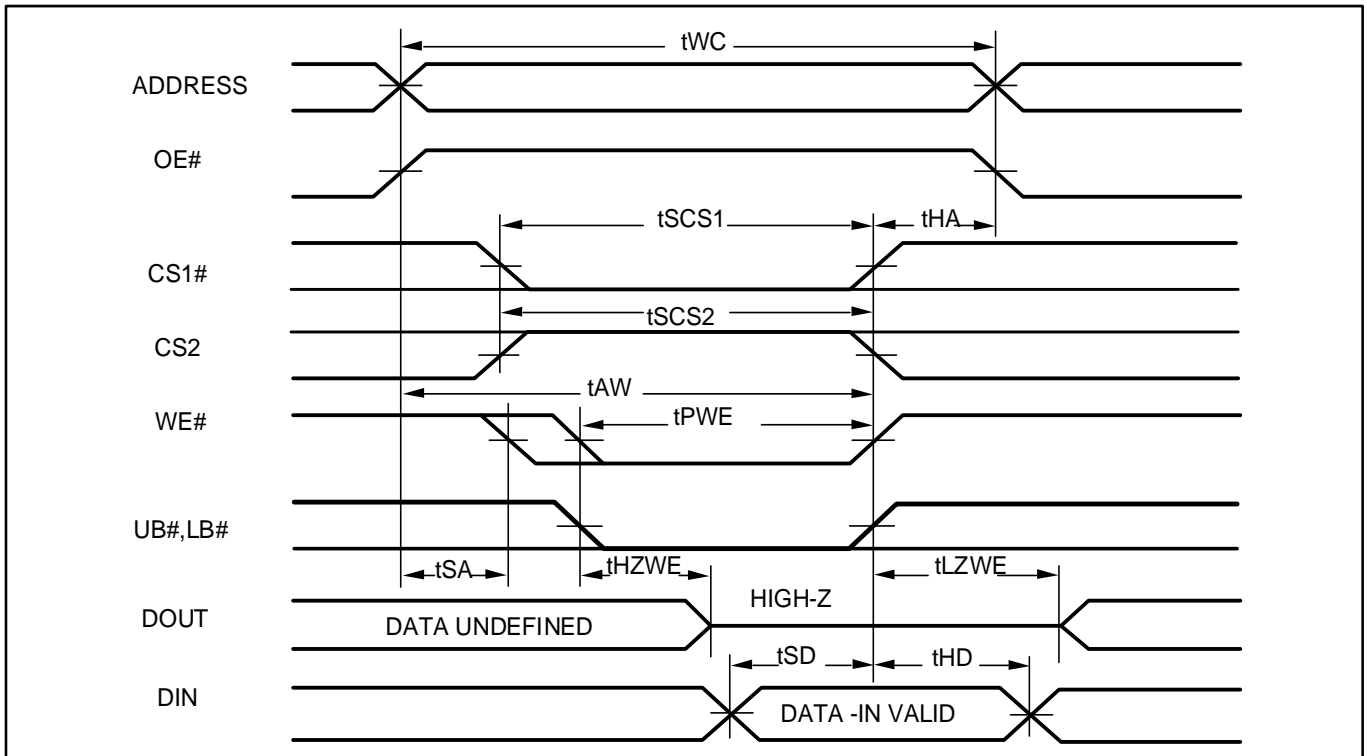 tWC
ADDRESS
OE#
tSCS1
tHA
CS1#
tSCS2
CS2
tAW
WE#
tPWE
UB#,LB#
tSA
tHZWE
tLZWE
HIGH-Z
DOUT
DATA UNDEFINED
tSD
tHD
DIN
DATA -IN VALID